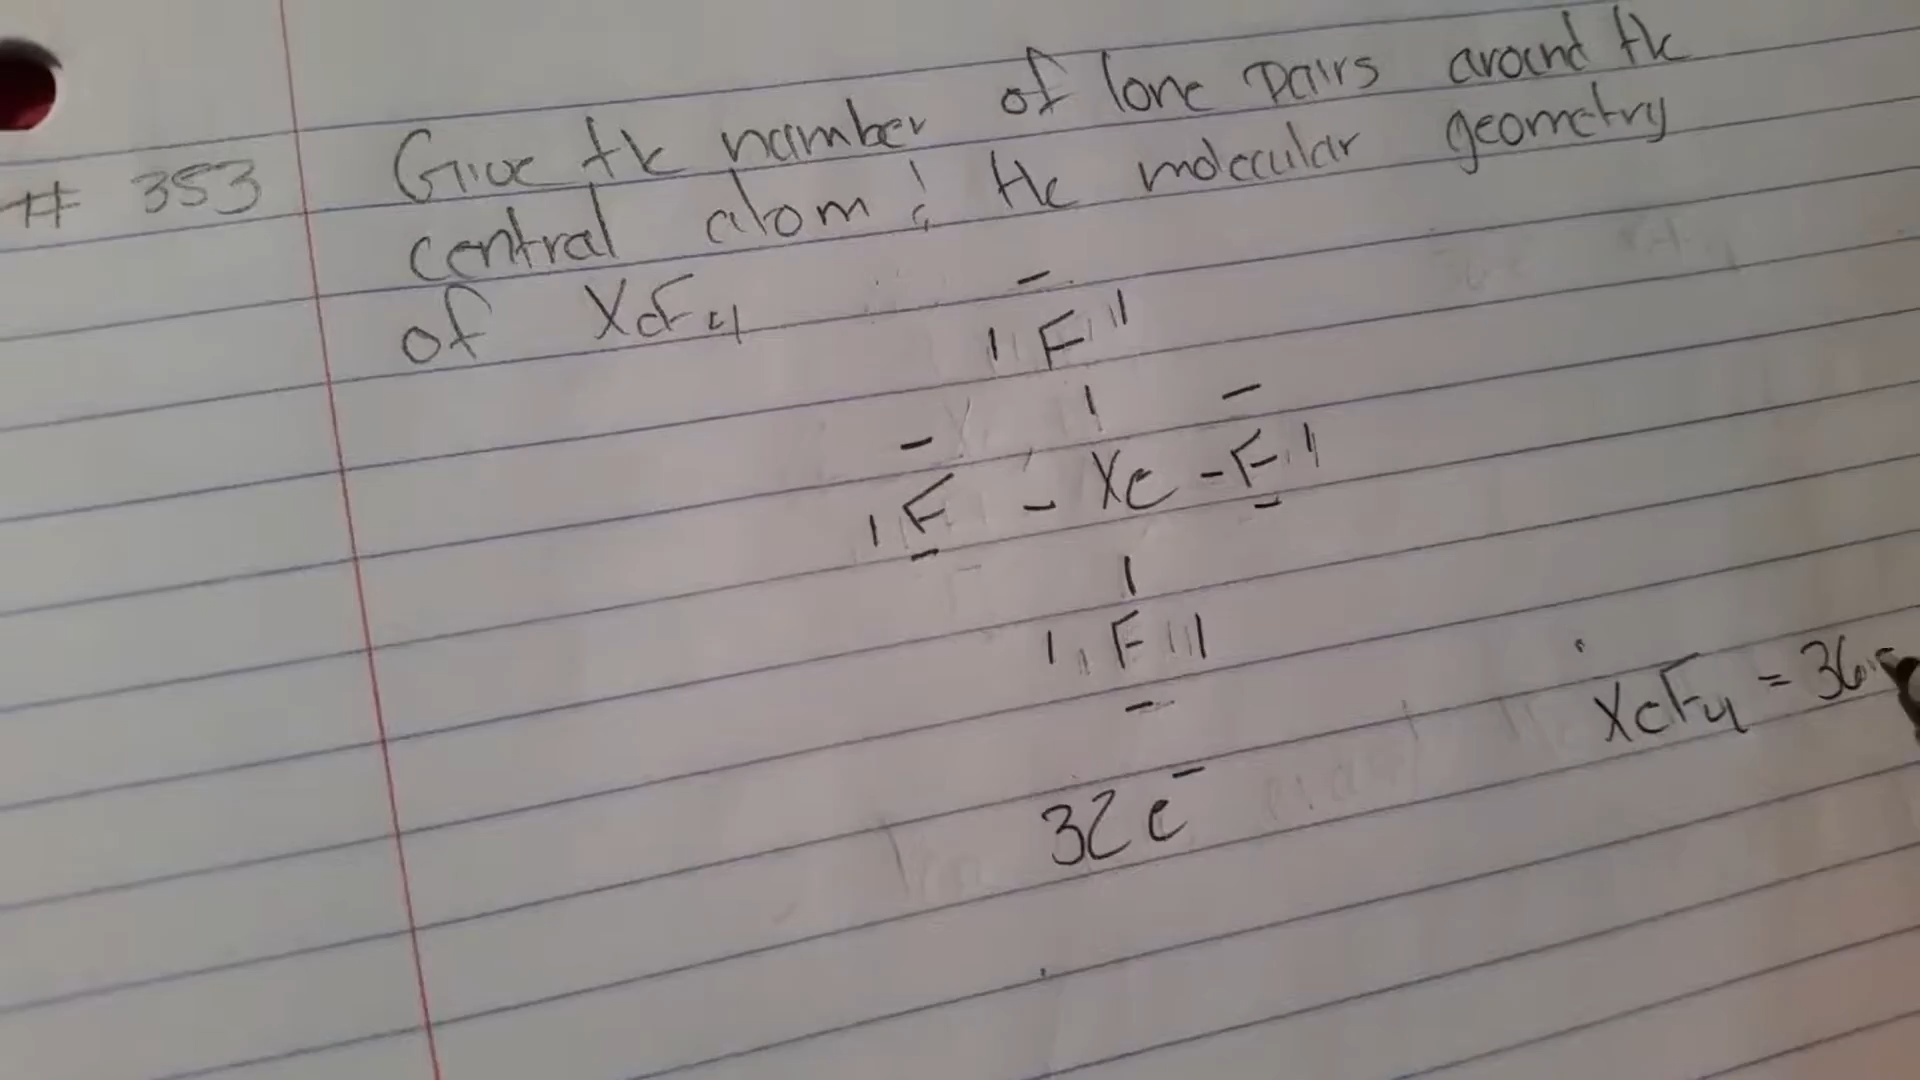 # 353 Give the number of lone pairs around the
central atom & the molecular geometry
of XeF4
F
F - Xe - F
F
XeF4 = 36
32e-